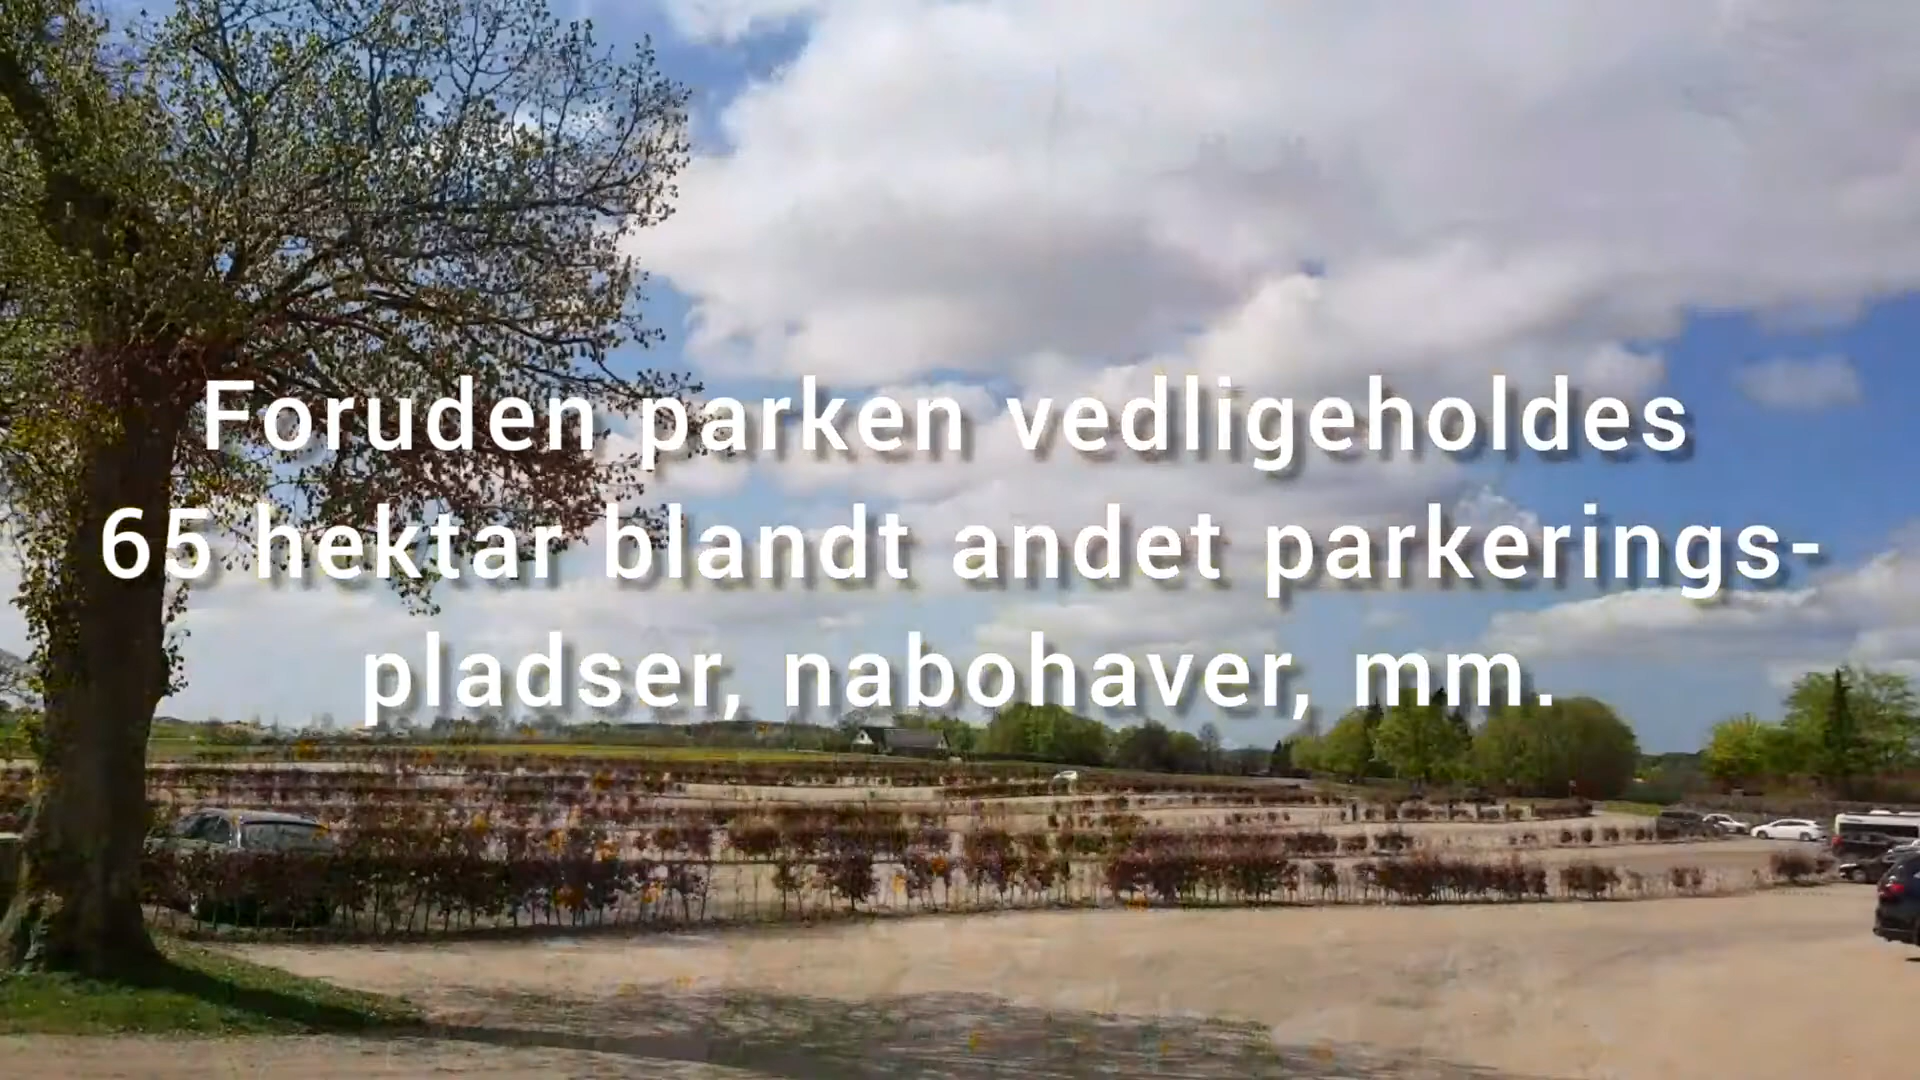 Foruden parken vedligeholdes
65 hektar blandt andet parkerings-
pladser, nabohaver, mm.